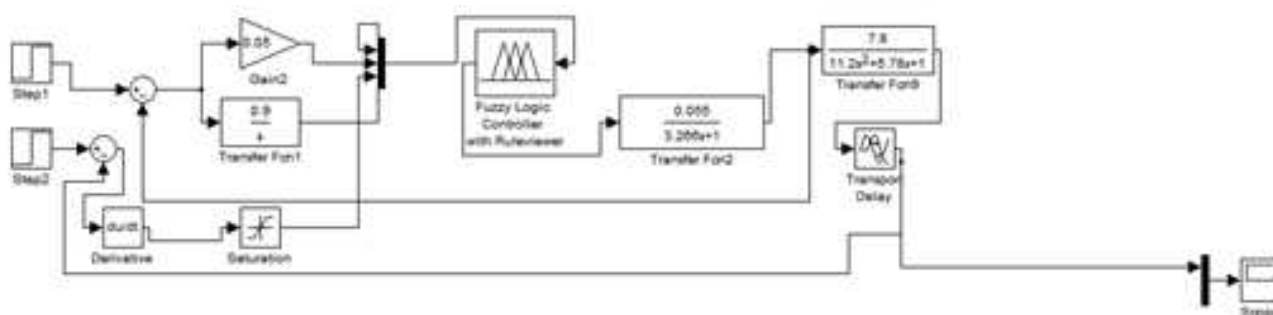 Step1
0.05
Gain2
0.9
s
Transfer Fcn1
Fuzzy Logic
Controller
with Ruleviewer
7.8
11.2s²+5.78s+1
Transfer Fcn3
0.055
3.266s+1
Transfer Fcn2
Step2
du/dt
Derivative
Saturation
Transport
Delay